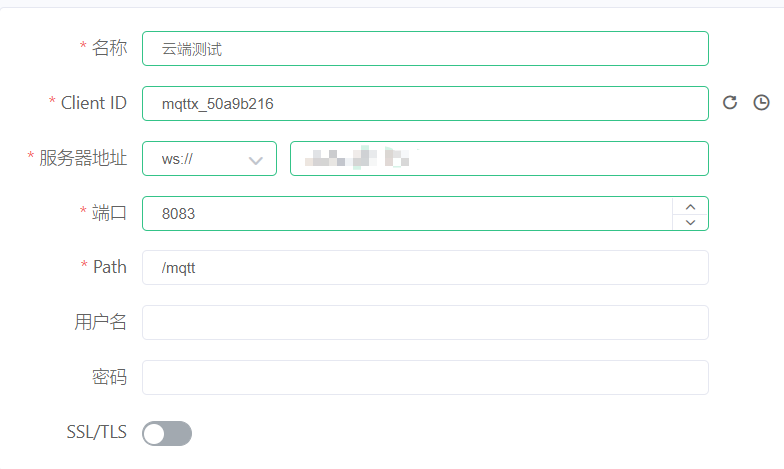 * 名称 云端测试
* Client ID mqttx_50a9b216
* 服务器地址 ws://
* 端口 8083
* Path /mqtt
用户名
密码
SSL/TLS